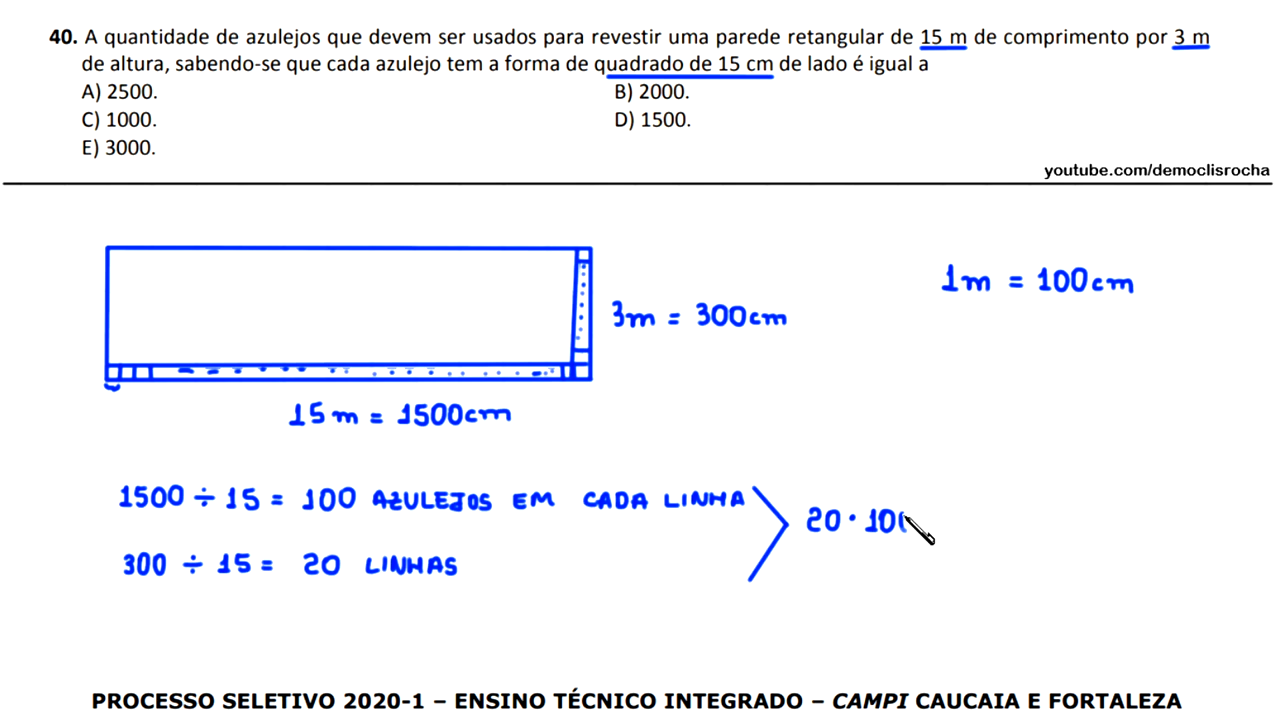 40. A quantidade de azulejos que devem ser usados para revestir uma parede retangular de 15 m de comprimento por 3 m
de altura, sabendo-se que cada azulejo tem a forma de quadrado de 15 cm de lado é igual a
A) 2500. B) 2000.
C) 1000. D) 1500.
E) 3000.
youtube.com/democlisrocha
1m = 100cm
3m = 300cm
15m = 1500cm
1500 ÷ 15 = 100 AZULEJOS EM CADA LINHA
20 · 10
300 ÷ 15 = 20 LINHAS
PROCESSO SELETIVO 2020-1 – ENSINO TÉCNICO INTEGRADO – CAMPI CAUCAIA E FORTALEZA